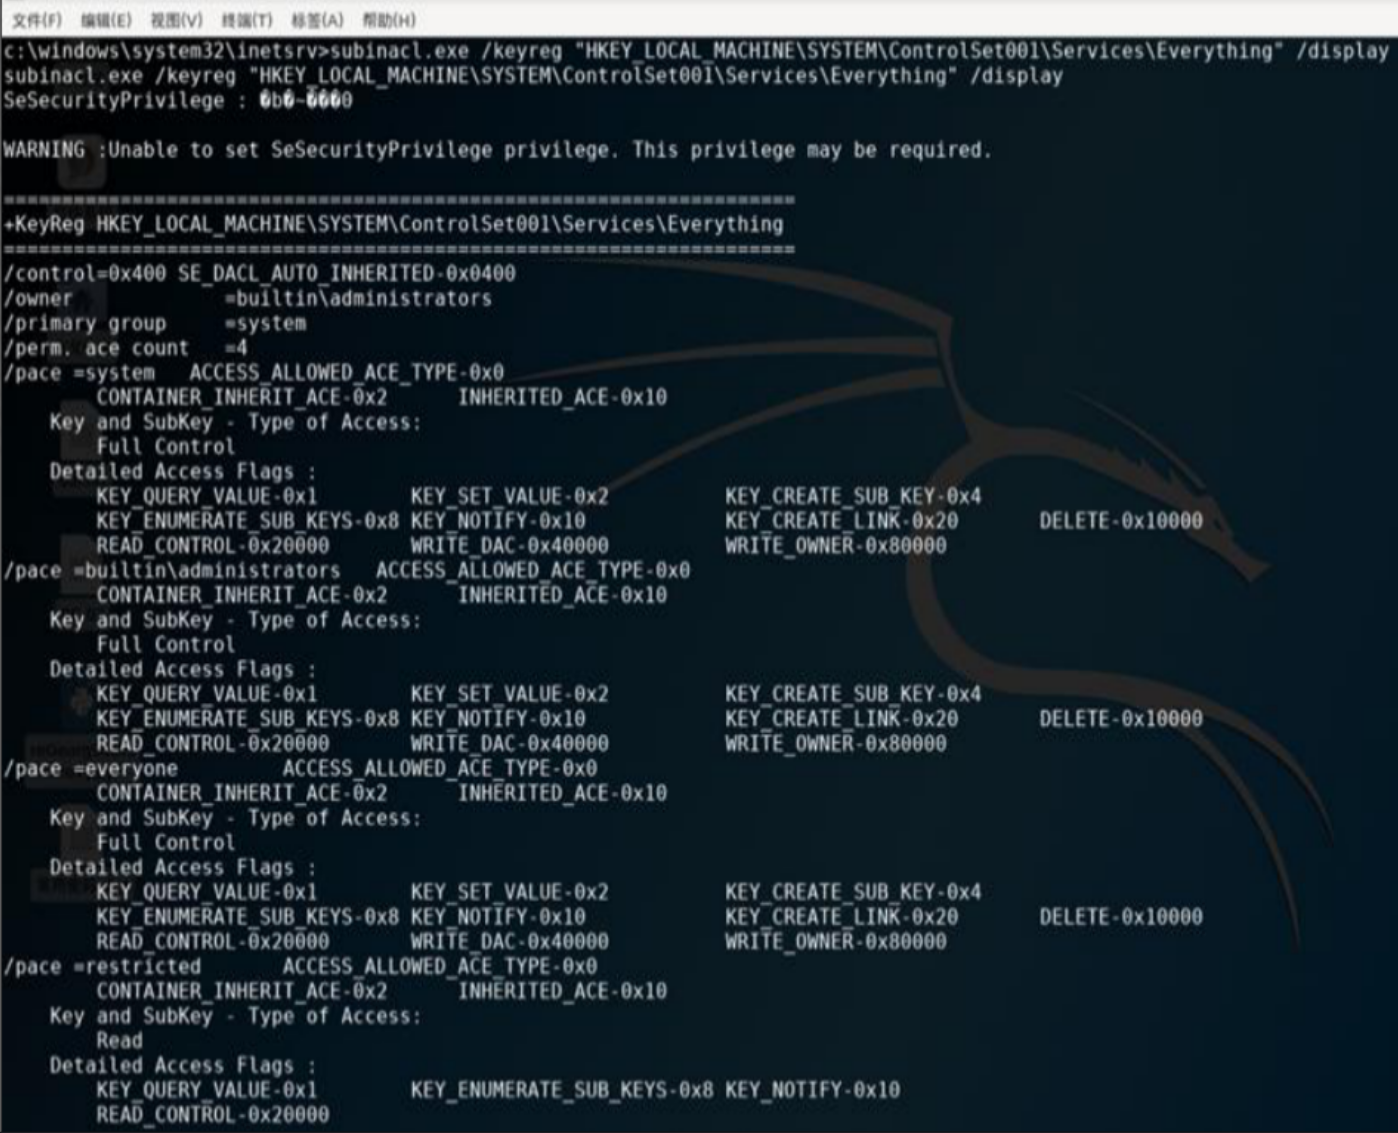 文件(F) 编辑(E) 视图(V) 终端(T) 标签(A) 帮助(H)
c:\windows\system32\inetsrv>subinacl.exe /keyreg "HKEY_LOCAL_MACHINE\SYSTEM\ControlSet001\Services\Everything" /display
subinacl.exe /keyreg "HKEY_LOCAL_MACHINE\SYSTEM\ControlSet001\Services\Everything" /display
SeSecurityPrivilege : �b�~���0
WARNING :Unable to set SeSecurityPrivilege privilege. This privilege may be required.
+KeyReg HKEY_LOCAL_MACHINE\SYSTEM\ControlSet001\Services\Everything
/control=0x400 SE_DACL_AUTO_INHERITED-0x0400
/owner =builtin\administrators
/primary group =system
/perm. ace count =4
/pace =system ACCESS_ALLOWED_ACE_TYPE-0x0
CONTAINER_INHERIT_ACE-0x2 INHERITED_ACE-0x10
Key and SubKey - Type of Access:
Full Control
Detailed Access Flags :
KEY_QUERY_VALUE-0x1 KEY_SET_VALUE-0x2 KEY_CREATE_SUB_KEY-0x4
KEY_ENUMERATE_SUB_KEYS-0x8 KEY_NOTIFY-0x10 KEY_CREATE_LINK-0x20 DELETE-0x10000
READ_CONTROL-0x20000 WRITE_DAC-0x40000 WRITE_OWNER-0x80000
/pace =builtin\administrators ACCESS_ALLOWED_ACE_TYPE-0x0
CONTAINER_INHERIT_ACE-0x2 INHERITED_ACE-0x10
Key and SubKey - Type of Access:
Full Control
Detailed Access Flags :
KEY_QUERY_VALUE-0x1 KEY_SET_VALUE-0x2 KEY_CREATE_SUB_KEY-0x4
KEY_ENUMERATE_SUB_KEYS-0x8 KEY_NOTIFY-0x10 KEY_CREATE_LINK-0x20 DELETE-0x10000
READ_CONTROL-0x20000 WRITE_DAC-0x40000 WRITE_OWNER-0x80000
/pace =everyone ACCESS_ALLOWED_ACE_TYPE-0x0
CONTAINER_INHERIT_ACE-0x2 INHERITED_ACE-0x10
Key and SubKey - Type of Access:
Full Control
Detailed Access Flags :
KEY_QUERY_VALUE-0x1 KEY_SET_VALUE-0x2 KEY_CREATE_SUB_KEY-0x4
KEY_ENUMERATE_SUB_KEYS-0x8 KEY_NOTIFY-0x10 KEY_CREATE_LINK-0x20 DELETE-0x10000
READ_CONTROL-0x20000 WRITE_DAC-0x40000 WRITE_OWNER-0x80000
/pace =restricted ACCESS_ALLOWED_ACE_TYPE-0x0
CONTAINER_INHERIT_ACE-0x2 INHERITED_ACE-0x10
Key and SubKey - Type of Access:
Read
Detailed Access Flags :
KEY_QUERY_VALUE-0x1 KEY_ENUMERATE_SUB_KEYS-0x8 KEY_NOTIFY-0x10
READ_CONTROL-0x20000